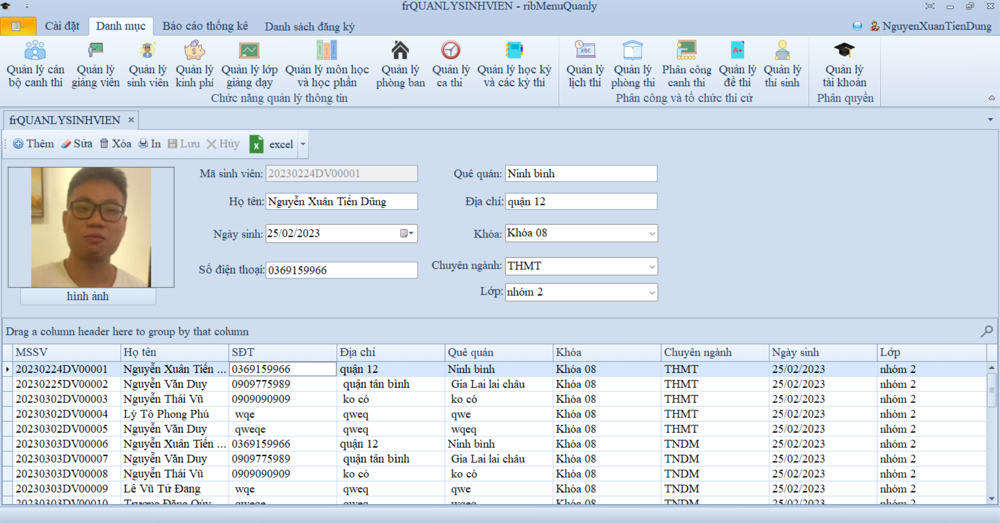 frQUANLYSINHVIEN - ribMenuQuanly
Cài đặt Danh mục Báo cáo thống kê Danh sách đăng ký NguyenXuanTienDung
Quản lý cán bộ canh thi
Quản lý giảng viên
Quản lý sinh viên
Quản lý kinh phí
Quản lý lớp giảng dạy
Quản lý môn học và học phần
Quản lý phòng ban
Quản lý ca thi
Quản lý học kỳ và các kỳ thi
Chức năng quản lý thông tin
Quản lý lịch thi
Quản lý phòng thi
Phân công canh thi
Quản lý đề thi
Quản lý thí sinh
Phân công và tổ chức thi cử
Quản lý tài khoản
Phân quyền
frQUANLYSINHVIEN
Thêm Sửa Xóa In Lưu Hủy excel
Mã sinh viên: 20230224DV00001
Họ tên: Nguyễn Xuân Tiến Dũng
Ngày sinh: 25/02/2023
Số điện thoại: 0369159966
Quê quán: Ninh bình
Địa chỉ: quận 12
Khóa: Khóa 08
Chuyên ngành: THMT
Lớp: nhóm 2
hình ảnh
Drag a column header here to group by that column
MSSV Họ tên SĐT Địa chỉ Quê quán Khóa Chuyên ngành Ngày sinh Lớp
20230224DV00001 Nguyễn Xuân Tiến ... 0369159966 quận 12 Ninh bình Khóa 08 THMT 25/02/2023 nhóm 2
20230225DV00002 Nguyễn Văn Duy 0909775989 quận tân bình Gia Lai lai châu Khóa 08 THMT 25/02/2023 nhóm 2
20230302DV00003 Nguyễn Thái Vũ 0909090909 ko có ko có Khóa 08 THMT 25/02/2023 nhóm 2
20230302DV00004 Lý Tô Phong Phú wqe qweq qwe Khóa 08 THMT 25/02/2023 nhóm 2
20230302DV00005 Nguyễn Văn Duy qweqe qweq wqeq Khóa 08 THMT 25/02/2023 nhóm 2
20230303DV00006 Nguyễn Xuân Tiến ... 0369159966 quận 12 Ninh bình Khóa 08 TNDM 25/02/2023 nhóm 2
20230303DV00007 Nguyễn Văn Duy 0909775989 quận tân bình Gia Lai lai châu Khóa 08 TNDM 25/02/2023 nhóm 2
20230303DV00008 Nguyễn Thái Vũ 0909090909 ko có ko có Khóa 08 TNDM 25/02/2023 nhóm 2
20230303DV00009 Lê Vũ Tử Đang wqe qweq qwe Khóa 08 TNDM 25/02/2023 nhóm 2
20230303DV00010 Trương Đăng Qúy qweqe qweq wqeq Khóa 08 TNDM 25/02/2023 nhóm 2